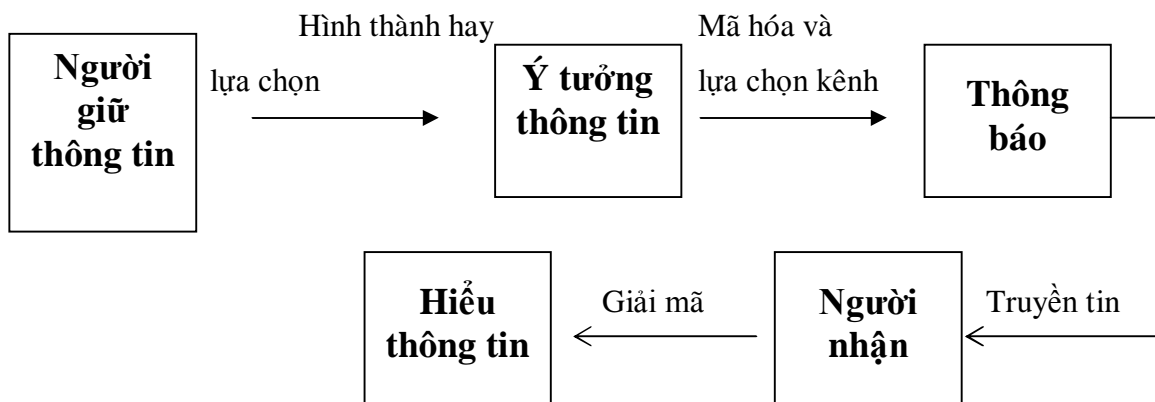 Người
giữ
thông tin
Hình thành hay
lựa chọn
Ý tưởng
thông tin
Mã hóa và
lựa chọn kênh
Thông
báo
Truyền tin
Người
nhận
Giải mã
Hiểu
thông tin